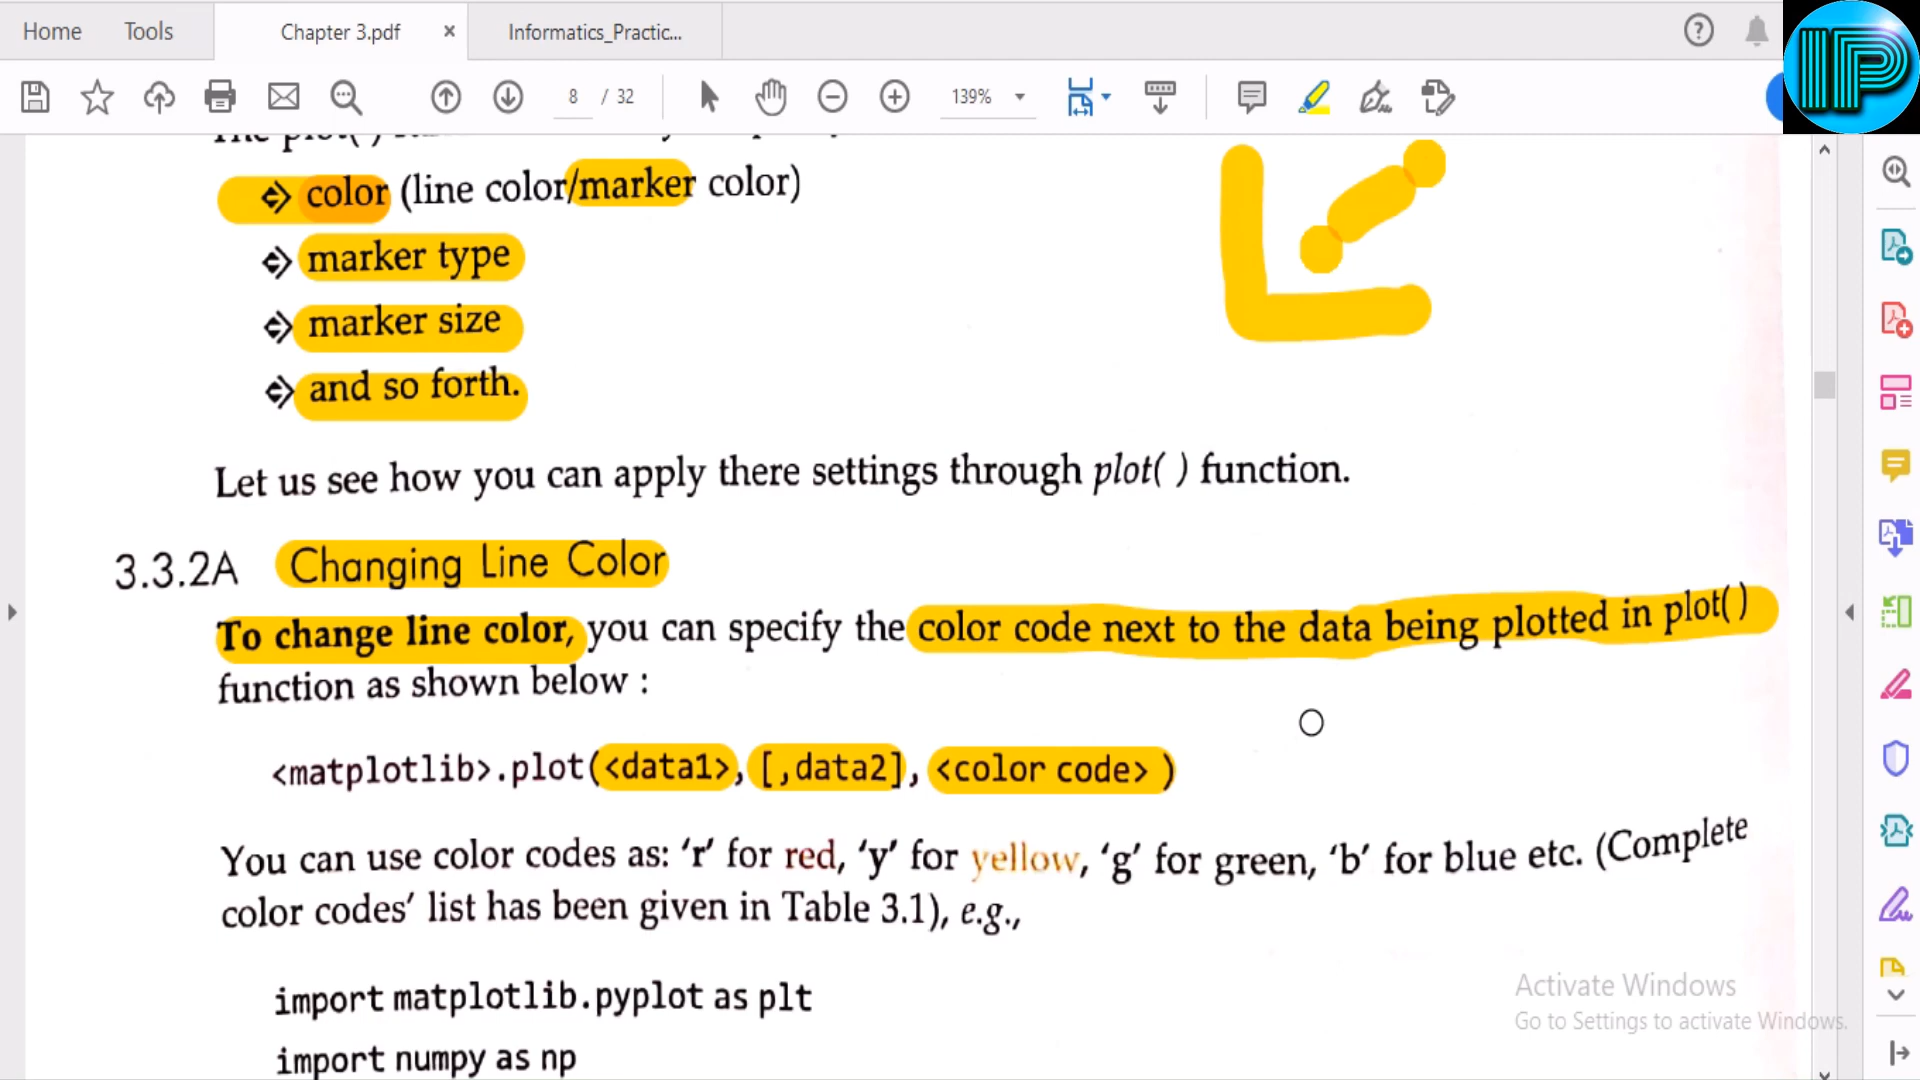 Home Tools Chapter 3.pdf × Informatics_Practic...
IP
8 / 32 139%
color (line color/marker color)
marker type
marker size
and so forth.
Let us see how you can apply there settings through plot( ) function.
3.3.2A Changing Line Color
To change line color, you can specify the color code next to the data being plotted in plot()
function as shown below :
<matplotlib>.plot(<data1>, [,data2], <color code> )
You can use color codes as: ‘r’ for red, ‘y’ for yellow, ‘g’ for green, ‘b’ for blue etc. (Complete
color codes’ list has been given in Table 3.1), e.g.,
import matplotlib.pyplot as plt
import numpy as np
Activate Windows
Go to Settings to activate Windows.